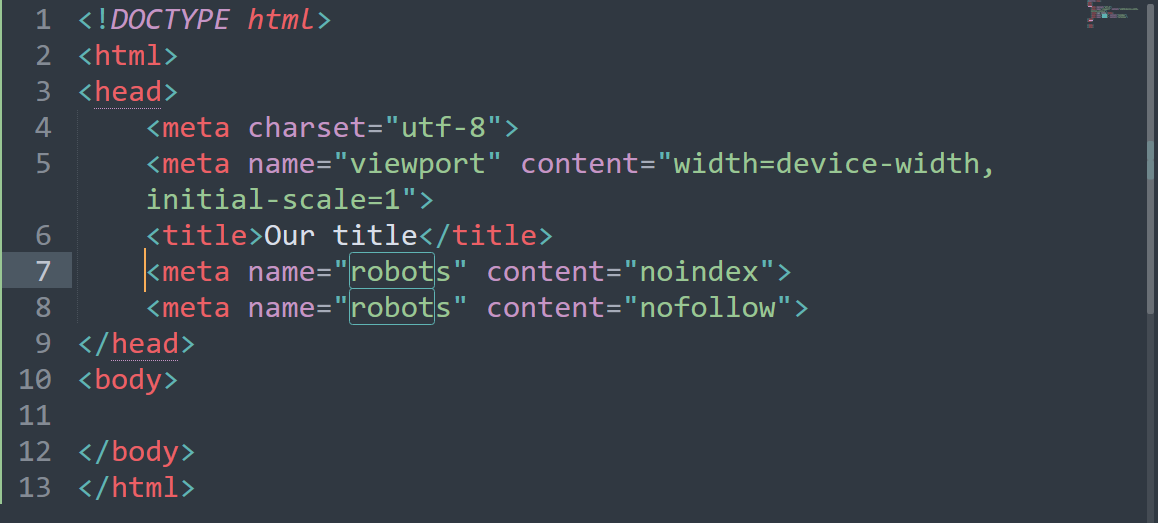 1 <!DOCTYPE html>
2 <html>
3 <head>
4     <meta charset="utf-8">
5     <meta name="viewport" content="width=device-width,
    initial-scale=1">
6     <title>Our title</title>
7     <meta name="robots" content="noindex">
8     <meta name="robots" content="nofollow">
9 </head>
10 <body>
11
12 </body>
13 </html>